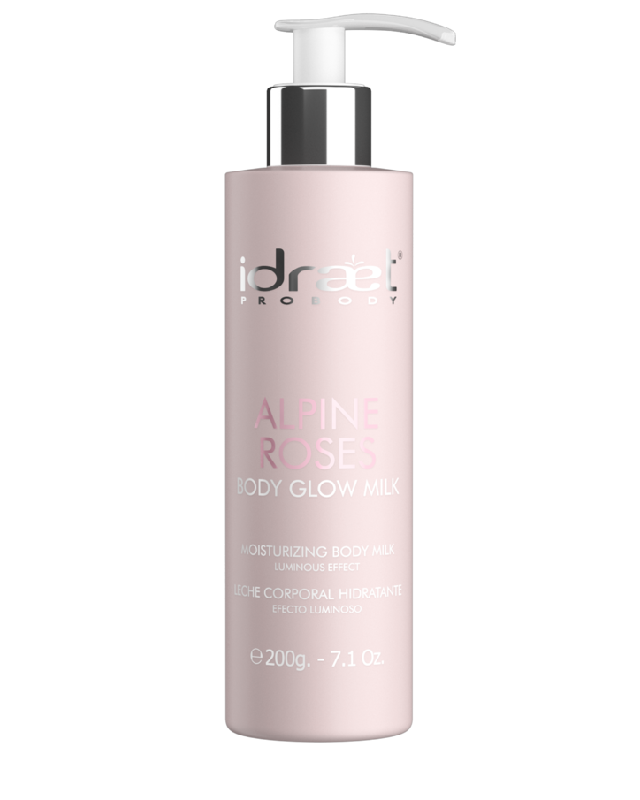 idraet®
PROBODY
ALPINE
ROSES
BODY GLOW MILK
MOISTURIZING BODY MILK
LUMINOUS EFFECT
LECHE CORPORAL HIDRATANTE
EFECTO LUMINOSO
℮200g. - 7.1 Oz.